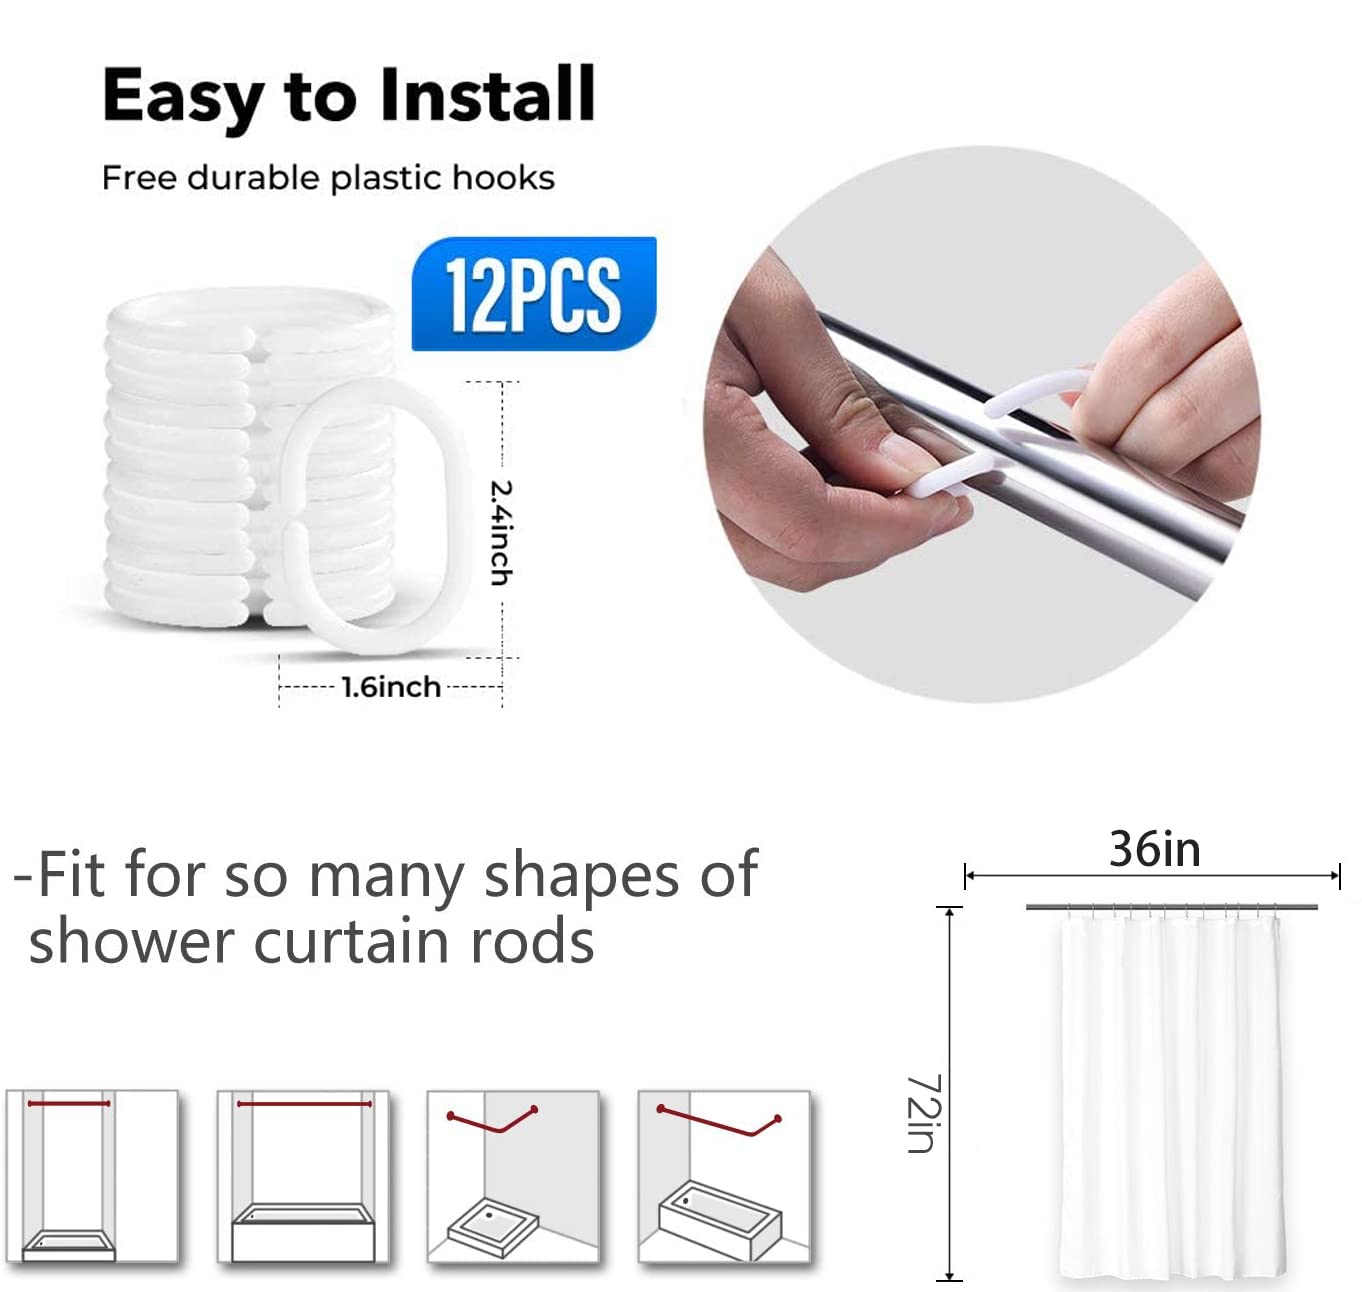 Easy to Install
Free durable plastic hooks
12PCS
2.4inch
1.6inch
-Fit for so many shapes of
shower curtain rods
36in
72in